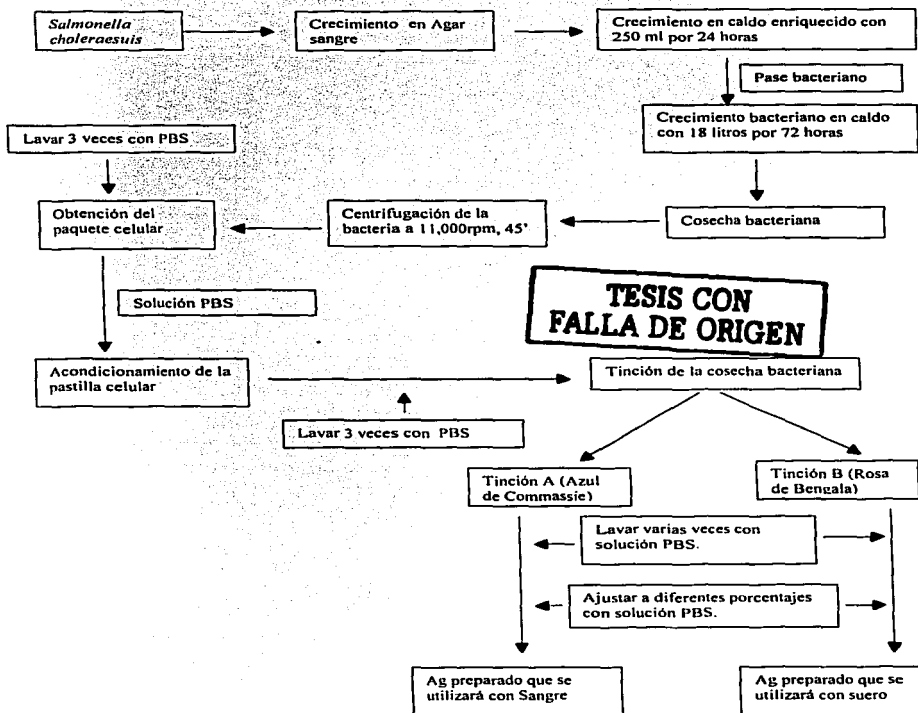 Salmonella
choleraesuis
Crecimiento en Agar
sangre
Crecimiento en caldo enriquecido con
250 ml por 24 horas
Pase bacteriano
Crecimiento bacteriano en caldo
con 18 litros por 72 horas
Lavar 3 veces con PBS
Obtención del
paquete celular
Centrifugación de la
bacteria a 11,000rpm, 45'
Cosecha bacteriana
Solución PBS
TESIS CON
FALLA DE ORIGEN
Acondicionamiento de la
pastilla celular
Tinción de la cosecha bacteriana
Lavar 3 veces con PBS
Tinción A (Azul
de Commassie)
Tinción B (Rosa
de Bengala)
Lavar varias veces con
solución PBS.
Ajustar a diferentes porcentajes
con solución PBS.
Ag preparado que se
utilizará con Sangre
Ag preparado que se
utilizará con suero